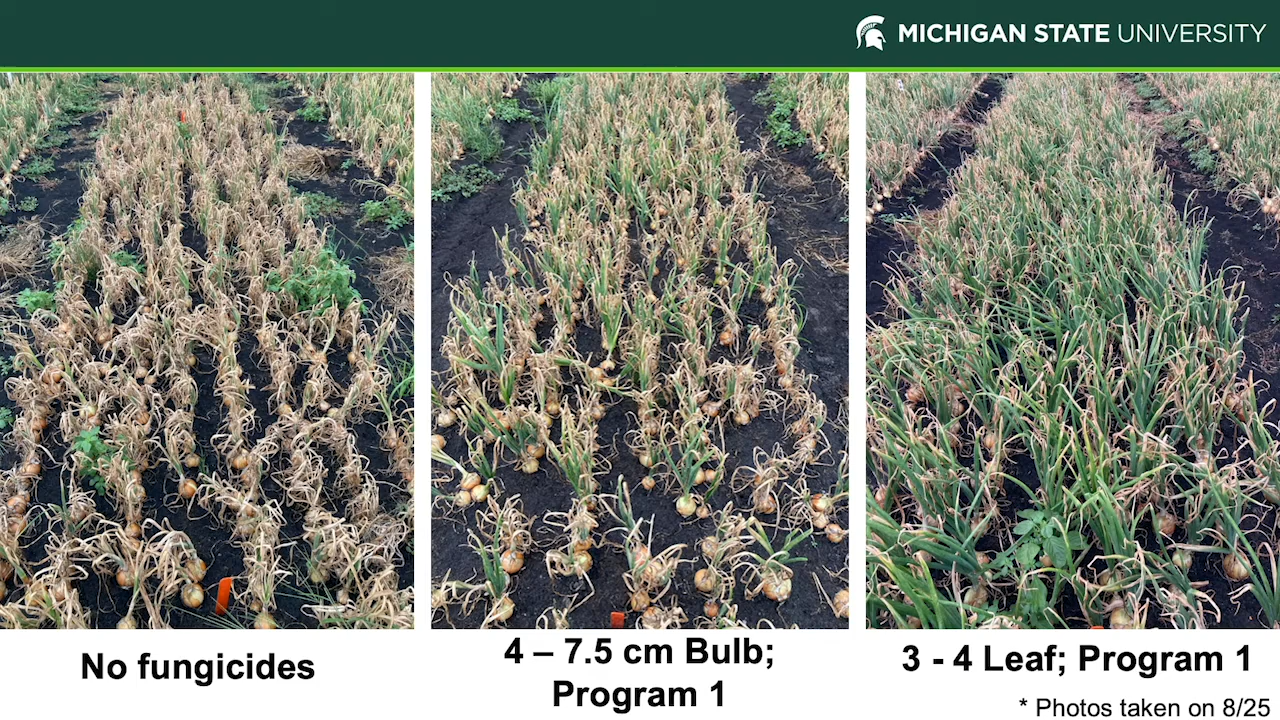 MICHIGAN STATE UNIVERSITY
No fungicides
4 – 7.5 cm Bulb;
Program 1
3 - 4 Leaf; Program 1
* Photos taken on 8/25